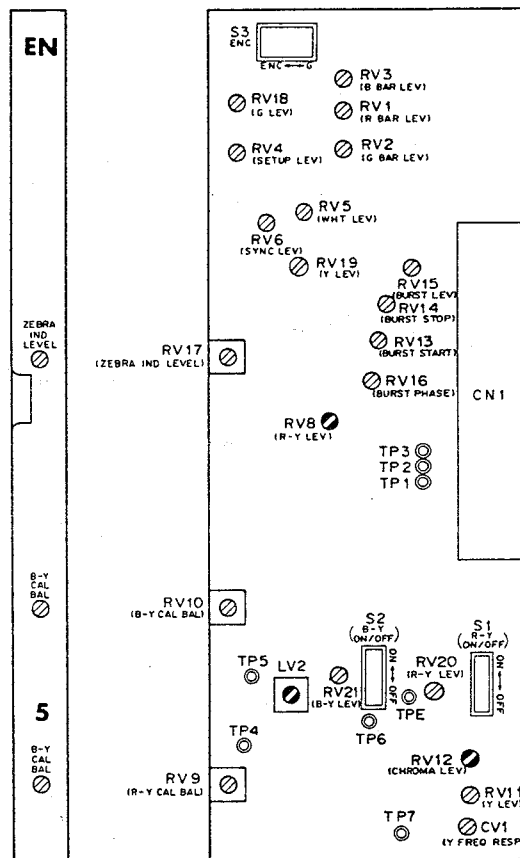 EN
S3
ENC
ENC ↔ G
RV3
(B BAR LEV)
RV18
(G LEV)
RV1
(R BAR LEV)
RV4
(SETUP LEV)
RV2
(G BAR LEV)
RV5
(WHT LEV)
RV6
(SYNC LEV)
RV19
(Y LEV)
RV15
(BURST LEV)
RV14
(BURST STOP)
ZEBRA
IND
LEVEL
RV17
(ZEBRA IND LEVEL)
RV13
(BURST START)
RV16
(BURST PHASE)
CN1
RV8
(R-Y LEV)
TP3
TP2
TP1
B-Y
CAL
BAL
RV10
(B-Y CAL BAL)
S2
(B-Y
ON/OFF)
ON ↔ OFF
S1
(R-Y
ON/OFF)
ON ↔ OFF
TP5
LV2
RV21
(B-Y LEV)
RV20
(R-Y LEV)
TPE
TP6
5
TP4
B-Y
CAL
BAL
RV9
(R-Y CAL BAL)
RV12
(CHROMA LEV)
RV11
(Y LEV)
TP7
CV1
(Y FREQ RESP